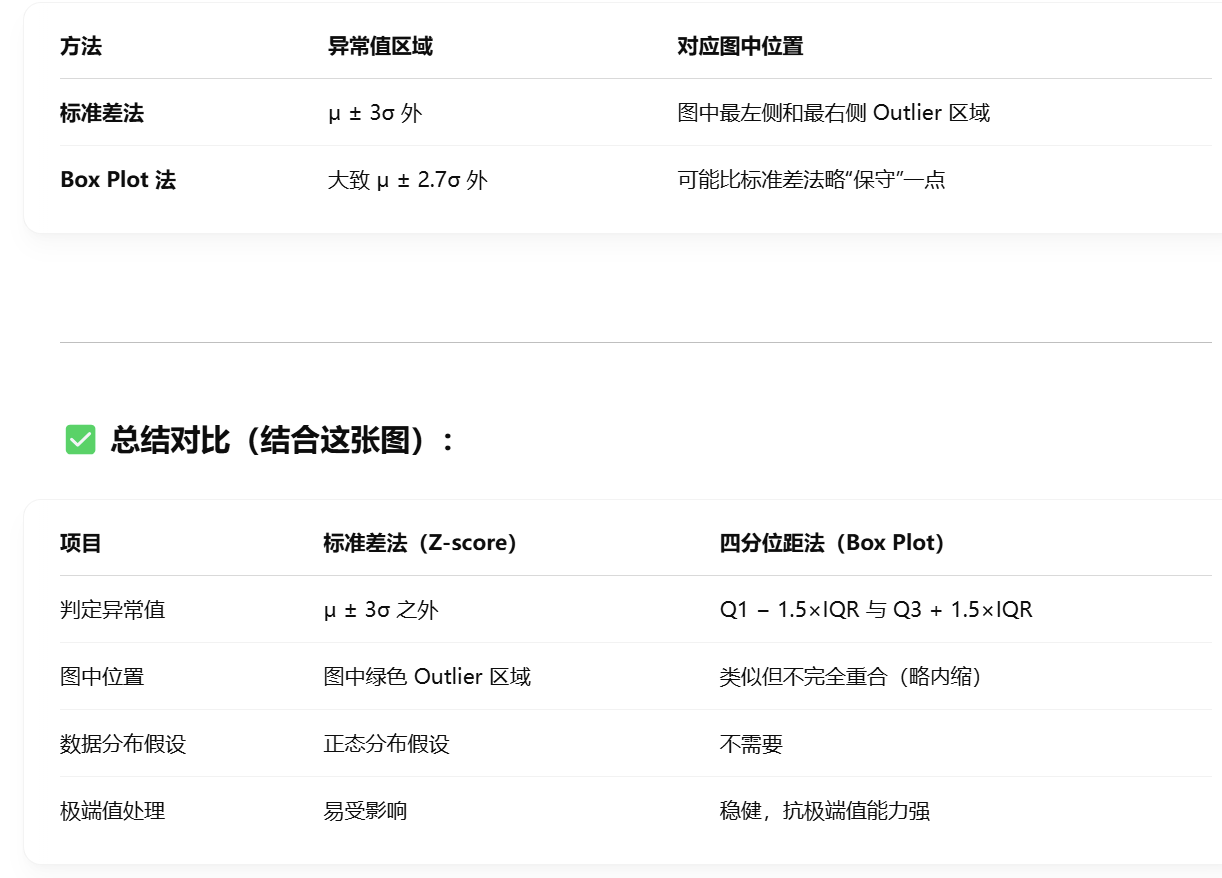 方法 异常值区域 对应图中位置
标准差法 μ ± 3σ 外 图中最左侧和最右侧 Outlier 区域
Box Plot 法 大致 μ ± 2.7σ 外 可能比标准差法略“保守”一点
✅ 总结对比（结合这张图）：
项目 标准差法（Z-score） 四分位距法（Box Plot）
判定异常值 μ ± 3σ 之外 Q1 − 1.5×IQR 与 Q3 + 1.5×IQR
图中位置 图中绿色 Outlier 区域 类似但不完全重合（略内缩）
数据分布假设 正态分布假设 不需要
极端值处理 易受影响 稳健，抗极端值能力强